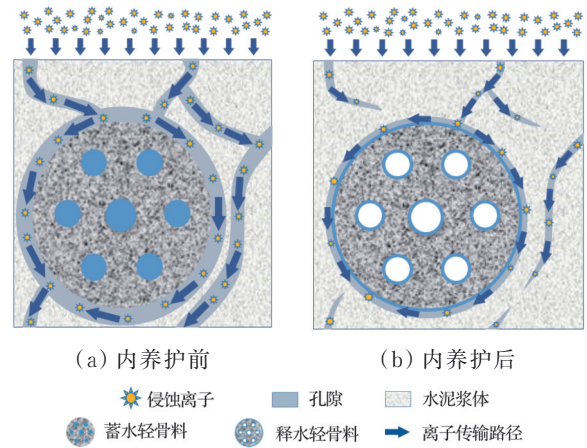 (a) 内养护前
(b) 内养护后
侵蚀离子
孔隙
水泥浆体
蓄水轻骨料
释水轻骨料
离子传输路径